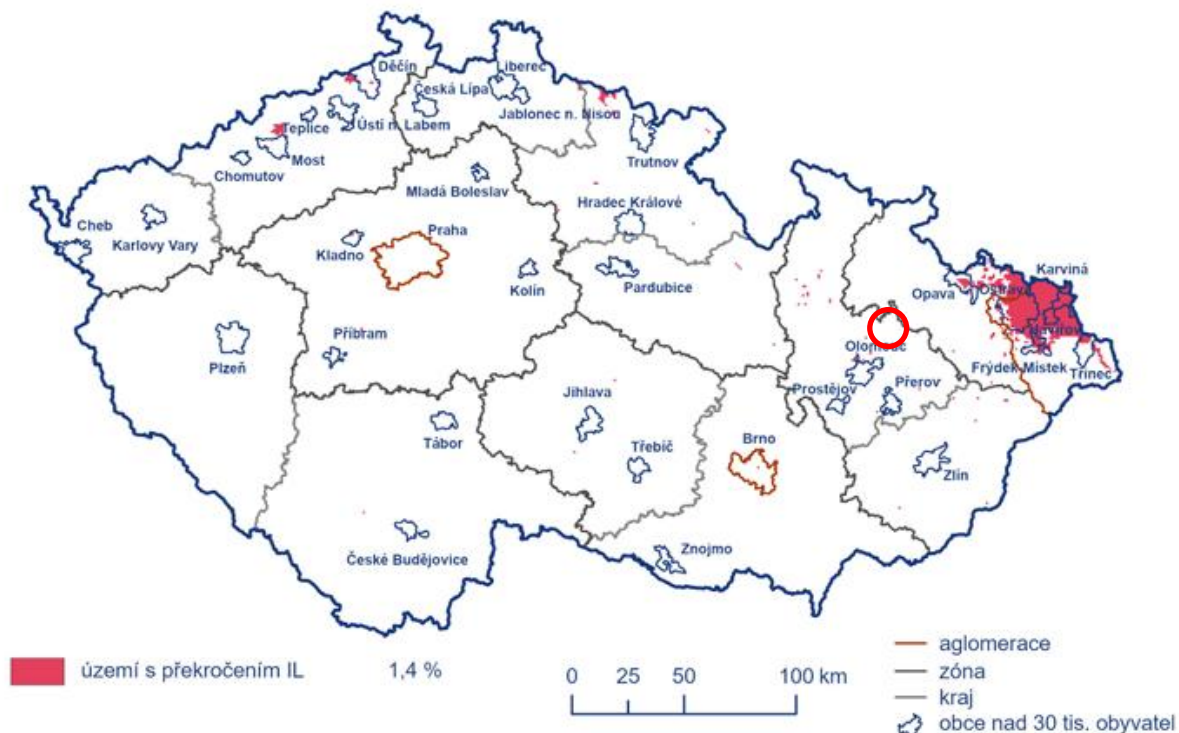 Děčín
Liberec
Česká Lípa
Jablonec n. Nisou
Teplice
Ústí n. Labem
Most
Chomutov
Trutnov
Mladá Boleslav
Hradec Králové
Cheb
Karlovy Vary
Praha
Kladno
Kolín
Pardubice
Karviná
Opava
Ostrava
Havířov
Příbram
Plzeň
Olomouc
Frýdek Místek
Třinec
Prostějov
Přerov
Jihlava
Tábor
Třebíč
Brno
Zlín
České Budějovice
Znojmo
území s překročením IL 1,4 %
0 25 50 100 km
aglomerace
zóna
kraj
obce nad 30 tis. obyvatel